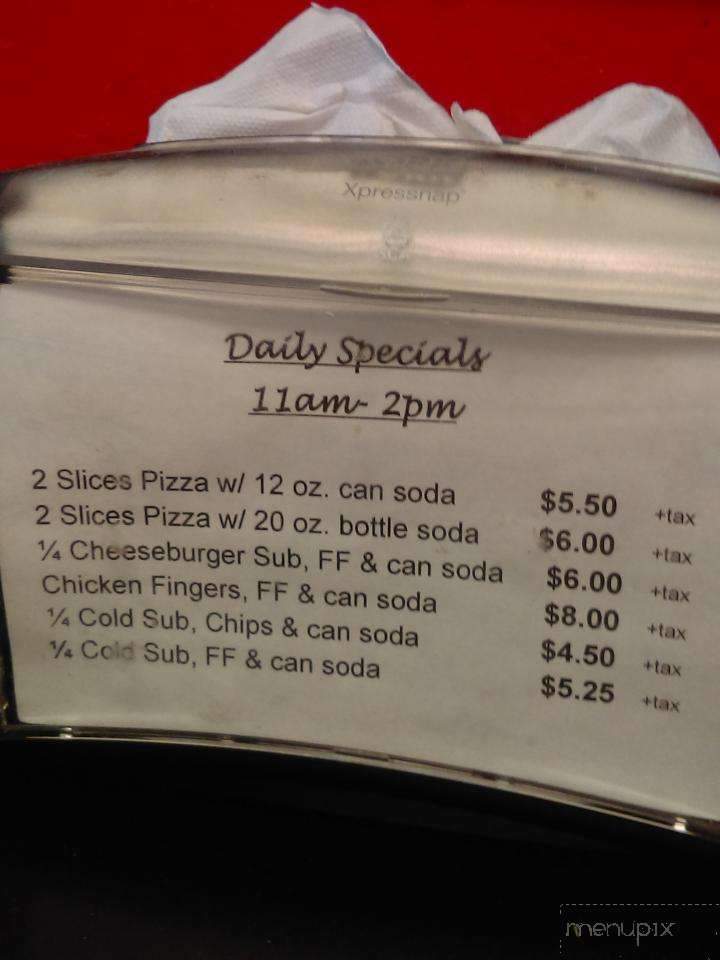 Xpressnap
Daily Specials
11am- 2pm
2 Slices Pizza w/ 12 oz. can soda $5.50 +tax
2 Slices Pizza w/ 20 oz. bottle soda $6.00 +tax
¼ Cheeseburger Sub, FF & can soda $6.00 +tax
Chicken Fingers, FF & can soda $8.00 +tax
¼ Cold Sub, Chips & can soda $4.50 +tax
¼ Cold Sub, FF & can soda $5.25 +tax
menupix